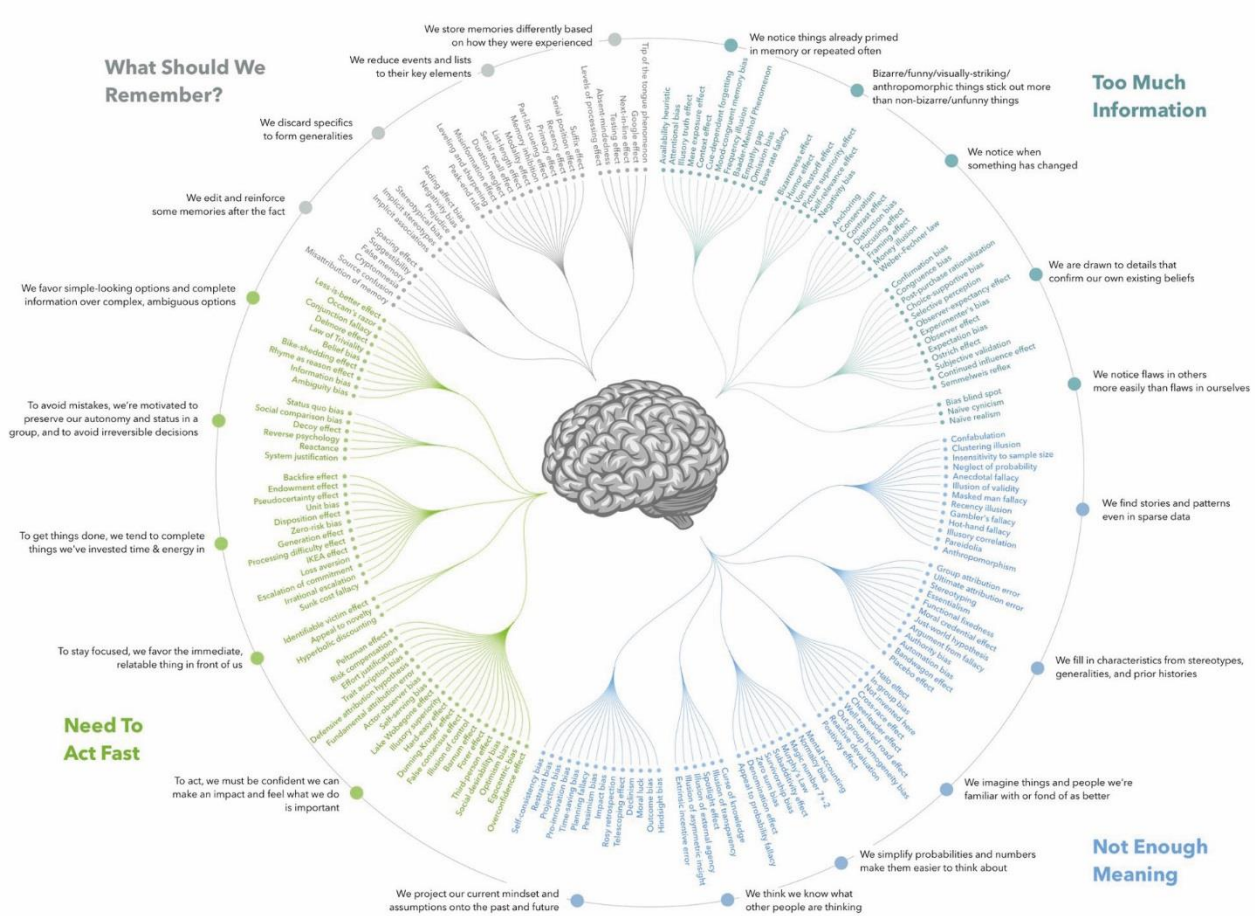 What Should We
Remember?
We store memories differently based
on how they were experienced
We reduce events and lists
to their key elements
We discard specifics
to form generalities
We edit and reinforce
some memories after the fact
Tip of the tongue phenomenon
Google effect
Next-in-line effect
Testing effect
Absent-mindedness
Levels of processing effect
Suffix effect
Serial position effect
Recency effect
Primacy effect
Part-list cueing effect
Memory inhibition
Modality effect
List-length effect
Serial recall effect
Duration neglect
Misinformation effect
Leveling and sharpening
Peak-end rule
Fading affect bias
Negativity bias
Prejudice
Stereotypical bias
Implicit stereotypes
Implicit associations
Spacing effect
Suggestibility
False memory
Cryptomnesia
Source confusion
Misattribution of memory
Too Much
Information
We notice things already primed
in memory or repeated often
Bizarre/funny/visually-striking/
anthropomorphic things stick out more
than non-bizarre/unfunny things
We notice when
something has changed
We are drawn to details that
confirm our own existing beliefs
We notice flaws in others
more easily than flaws in ourselves
Availability heuristic
Attentional bias
Illusory truth effect
Mere exposure effect
Context effect
Cue-dependent forgetting
Mood-congruent memory bias
Frequency illusion
Baader-Meinhof Phenomenon
Empathy gap
Omission bias
Base rate fallacy
Bizarreness effect
Humor effect
Von Restorff effect
Picture superiority effect
Self-relevance effect
Negativity bias
Anchoring
Conservation
Contrast effect
Distinction bias
Focusing effect
Framing effect
Money illusion
Weber-Fechner law
Confirmation bias
Congruence bias
Post-purchase rationalization
Choice-supportive bias
Selective perception
Observer-expectancy effect
Experimenter's bias
Observer effect
Expectation bias
Ostrich effect
Subjective validation
Continued influence effect
Semmelweis reflex
Bias blind spot
Naïve cynicism
Naïve realism
Not Enough
Meaning
We find stories and patterns
even in sparse data
We fill in characteristics from stereotypes,
generalities, and prior histories
We imagine things and people we're
familiar with or fond of as better
We simplify probabilities and numbers
make them easier to think about
We think we know what
other people are thinking
We project our current mindset and
assumptions onto the past and future
Confabulation
Clustering illusion
Insensitivity to sample size
Neglect of probability
Anecdotal fallacy
Illusion of validity
Masked man fallacy
Recency illusion
Gambler's fallacy
Hot-hand fallacy
Illusory correlation
Pareidolia
Anthropomorphism
Group attribution error
Ultimate attribution error
Stereotyping
Essentialism
Functional fixedness
Moral credential effect
Just-world hypothesis
Argument from fallacy
Authority bias
Automation bias
Bandwagon effect
Placebo effect
Halo effect
In-group bias
Not invented here
Cross-race effect
Cheerleader effect
Well-traveled road effect
Out-group homogeneity bias
Reactive devaluation
Positivity effect
Mental accounting
Normalcy bias
Magic number 7+-2
Murphy's Law
Subadditivity effect
Survivorship bias
Zero sum bias
Denomination effect
Appeal to probability fallacy
Curse of knowledge
Illusion of transparency
Spotlight effect
Illusion of external agency
Illusion of asymmetric insight
Extrinsic incentive error
Hindsight bias
Outcome bias
Moral luck
Declinism
Telescoping effect
Rosy retrospection
Impact bias
Pessimism bias
Planning fallacy
Time-saving bias
Pro-innovation bias
Projection bias
Restraint bias
Self-consistency bias
Need To
Act Fast
We favor simple-looking options and complete
information over complex, ambiguous options
To avoid mistakes, we're motivated to
preserve our autonomy and status in a
group, and to avoid irreversible decisions
To get things done, we tend to complete
things we've invested time & energy in
To stay focused, we favor the immediate,
relatable thing in front of us
To act, we must be confident we can
make an impact and feel what we do
is important
Less-is-better effect
Occam's razor
Conjunction fallacy
Delmore effect
Law of Triviality
Belief bias
Bike-shedding effect
Rhyme as reason effect
Information bias
Ambiguity bias
Status quo bias
Social comparison bias
Decoy effect
Reverse psychology
Reactance
System justification
Backfire effect
Endowment effect
Pseudocertainty effect
Unit bias
Disposition effect
Zero-risk bias
Generation effect
Processing difficulty effect
IKEA effect
Loss aversion
Escalation of commitment
Irrational escalation
Sunk cost fallacy
Identifiable victim effect
Appeal to novelty
Hyperbolic discounting
Peltzman effect
Risk compensation
Effort justification
Trait ascription bias
Defensive attribution hypothesis
Fundamental attribution error
Actor-observer bias
Self-serving bias
Lake Wobegone effect
Illusory superiority
Hard-easy effect
Dunning-Kruger effect
False consensus effect
Illusion of control
Barnum effect
Forer effect
Third-person effect
Social desirability bias
Optimism bias
Egocentric bias
Overconfidence effect